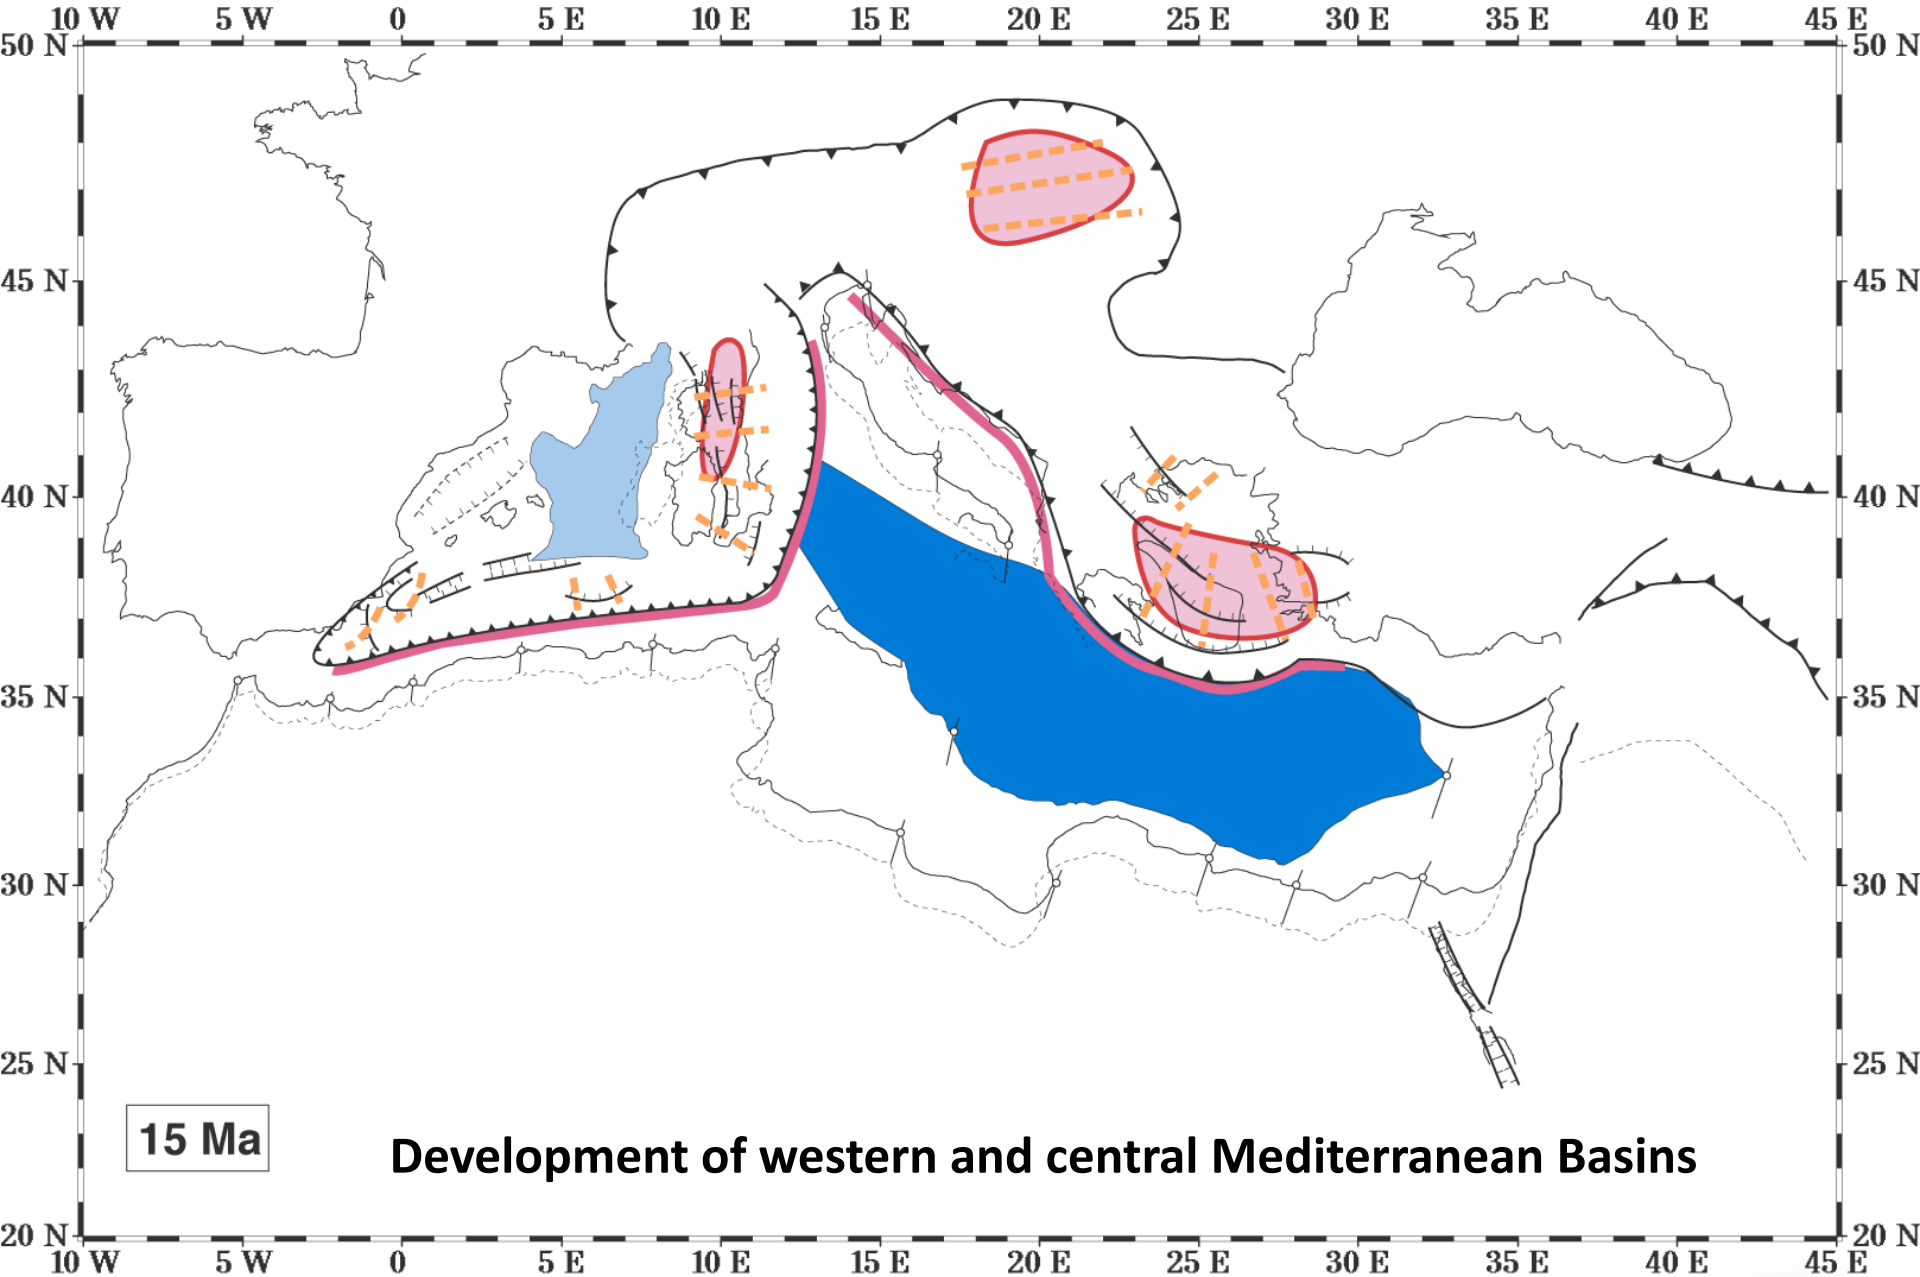 10 W 5 W 0 5 E 10 E 15 E 20 E 25 E 30 E 35 E 40 E 45 E
50 N 50 N
45 N 45 N
40 N 40 N
35 N 35 N
30 N 30 N
25 N 25 N
15 Ma
Development of western and central Mediterranean Basins
20 N 20 N
10 W 5 W 0 5 E 10 E 15 E 20 E 25 E 30 E 35 E 40 E 45 E